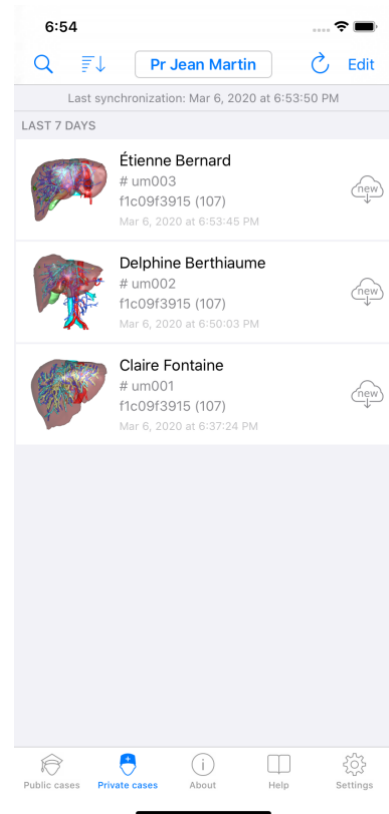 6:54
Pr Jean Martin
Edit
Last synchronization: Mar 6, 2020 at 6:53:50 PM
LAST 7 DAYS
Étienne Bernard
# um003
f1c09f3915 (107)
Mar 6, 2020 at 6:53:45 PM
new
Delphine Berthiaume
# um002
f1c09f3915 (107)
Mar 6, 2020 at 6:50:03 PM
new
Claire Fontaine
# um001
f1c09f3915 (107)
Mar 6, 2020 at 6:37:24 PM
new
Public cases
Private cases
About
Help
Settings